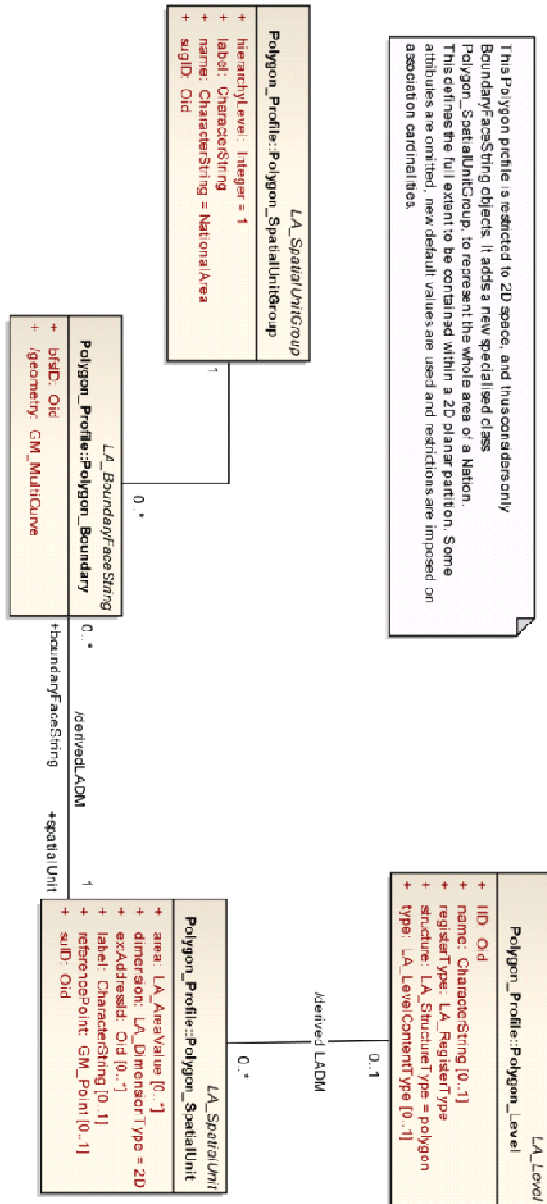 This Polygon profile is restricted to 2D space, and thus considers only
BoundaryFaceString objects. It adds a new specialised class
Polygon_SpatialUnitGroup, to represent the whole area of a Nation.
This defines the full extent to be contained within a 2D planar partition. Some
attributes are omitted, new default values are used and restrictions are imposed on
association cardinalities.
LA_Level
Polygon_Profile::Polygon_Level
+ lID: Oid
+ name: CharacterString [0..1]
+ registerType: LA_RegisterType
+ structure: LA_StructureType = polygon
+ type: LA_LevelContentType [0..1]
LA_SpatialUnitGroup
Polygon_Profile::Polygon_SpatialUnitGroup
+ hierarchyLevel: Integer = 1
+ label: CharacterString
+ name: CharacterString = NationalArea
+ sugID: Oid
1
0..*
0..1
/derived LADM
0..*
LA_BoundaryFaceString
Polygon_Profile::Polygon_Boundary
+ bfsID: Oid
+ /geometry: GM_MultiCurve
0..*
+boundaryFaceString
/derivedLADM
+spatialUnit
1
LA_SpatialUnit
Polygon_Profile::Polygon_SpatialUnit
+ area: LA_AreaValue [0..*]
+ dimension: LA_DimensionType = 2D
+ extAddressId: Oid [0..*]
+ label: CharacterString [0..1]
+ referencePoint: GM_Point [0..1]
+ suID: Oid